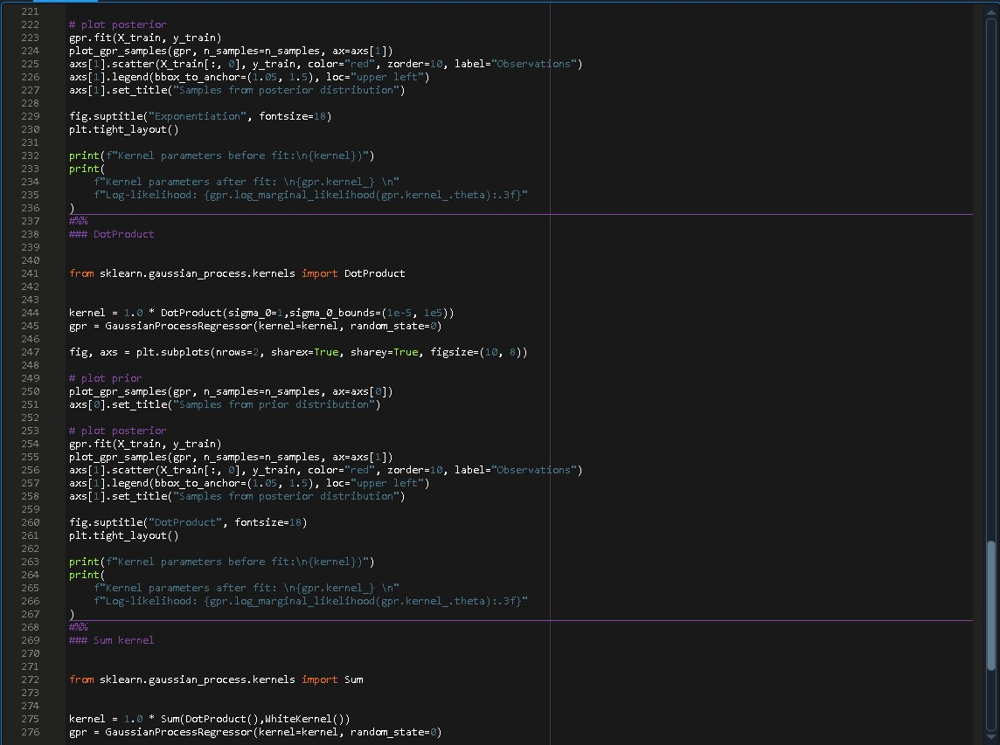 221
222 # plot posterior
223 gpr.fit(X_train, y_train)
224 plot_gpr_samples(gpr, n_samples=n_samples, ax=axs[1])
225 axs[1].scatter(X_train[:, 0], y_train, color="red", zorder=10, label="Observations")
226 axs[1].legend(bbox_to_anchor=(1.05, 1.5), loc="upper left")
227 axs[1].set_title("Samples from posterior distribution")
228
229 fig.suptitle("Exponentiation", fontsize=18)
230 plt.tight_layout()
231
232 print(f"Kernel parameters before fit:\n{kernel})")
233 print(
234     f"Kernel parameters after fit: \n{gpr.kernel_} \n"
235     f"Log-likelihood: {gpr.log_marginal_likelihood(gpr.kernel_.theta):.3f}"
236 )
237 #%%
238 ### DotProduct
239
240
241 from sklearn.gaussian_process.kernels import DotProduct
242
243
244 kernel = 1.0 * DotProduct(sigma_0=1,sigma_0_bounds=(1e-5, 1e5))
245 gpr = GaussianProcessRegressor(kernel=kernel, random_state=0)
246
247 fig, axs = plt.subplots(nrows=2, sharex=True, sharey=True, figsize=(10, 8))
248
249 # plot prior
250 plot_gpr_samples(gpr, n_samples=n_samples, ax=axs[0])
251 axs[0].set_title("Samples from prior distribution")
252
253 # plot posterior
254 gpr.fit(X_train, y_train)
255 plot_gpr_samples(gpr, n_samples=n_samples, ax=axs[1])
256 axs[1].scatter(X_train[:, 0], y_train, color="red", zorder=10, label="Observations")
257 axs[1].legend(bbox_to_anchor=(1.05, 1.5), loc="upper left")
258 axs[1].set_title("Samples from posterior distribution")
259
260 fig.suptitle("DotProduct", fontsize=18)
261 plt.tight_layout()
262
263 print(f"Kernel parameters before fit:\n{kernel})")
264 print(
265     f"Kernel parameters after fit: \n{gpr.kernel_} \n"
266     f"Log-likelihood: {gpr.log_marginal_likelihood(gpr.kernel_.theta):.3f}"
267 )
268 #%%
269 ### Sum kernel
270
271
272 from sklearn.gaussian_process.kernels import Sum
273
274
275 kernel = 1.0 * Sum(DotProduct(),WhiteKernel())
276 gpr = GaussianProcessRegressor(kernel=kernel, random_state=0)